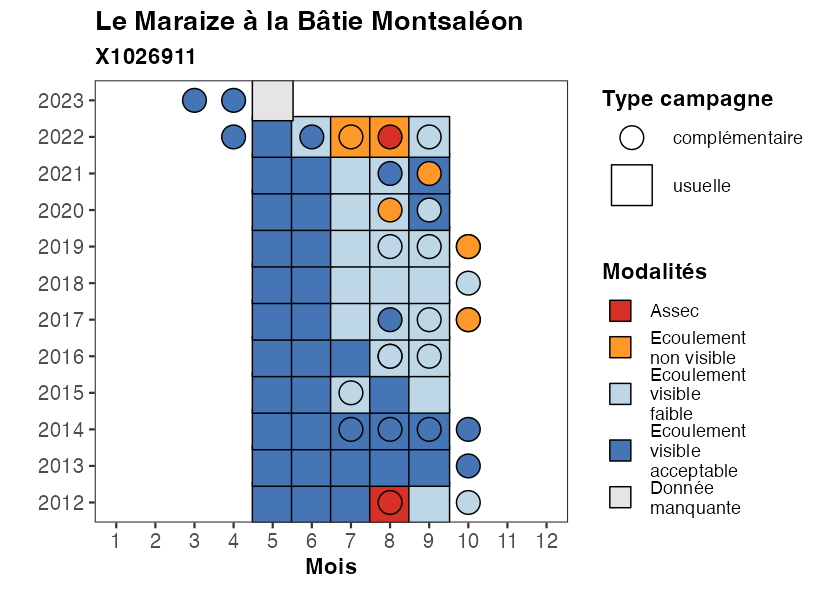 Le Maraize à la Bâtie Montsaléon
X1026911
2023
2022
2021
2020
2019
2018
2017
2016
2015
2014
2013
2012
1 2 3 4 5 6 7 8 9 10 11 12
Mois
Type campagne
complémentaire
usuelle
Modalités
Assec
Ecoulement
non visible
Ecoulement
visible
faible
Ecoulement
visible
acceptable
Donnée
manquante